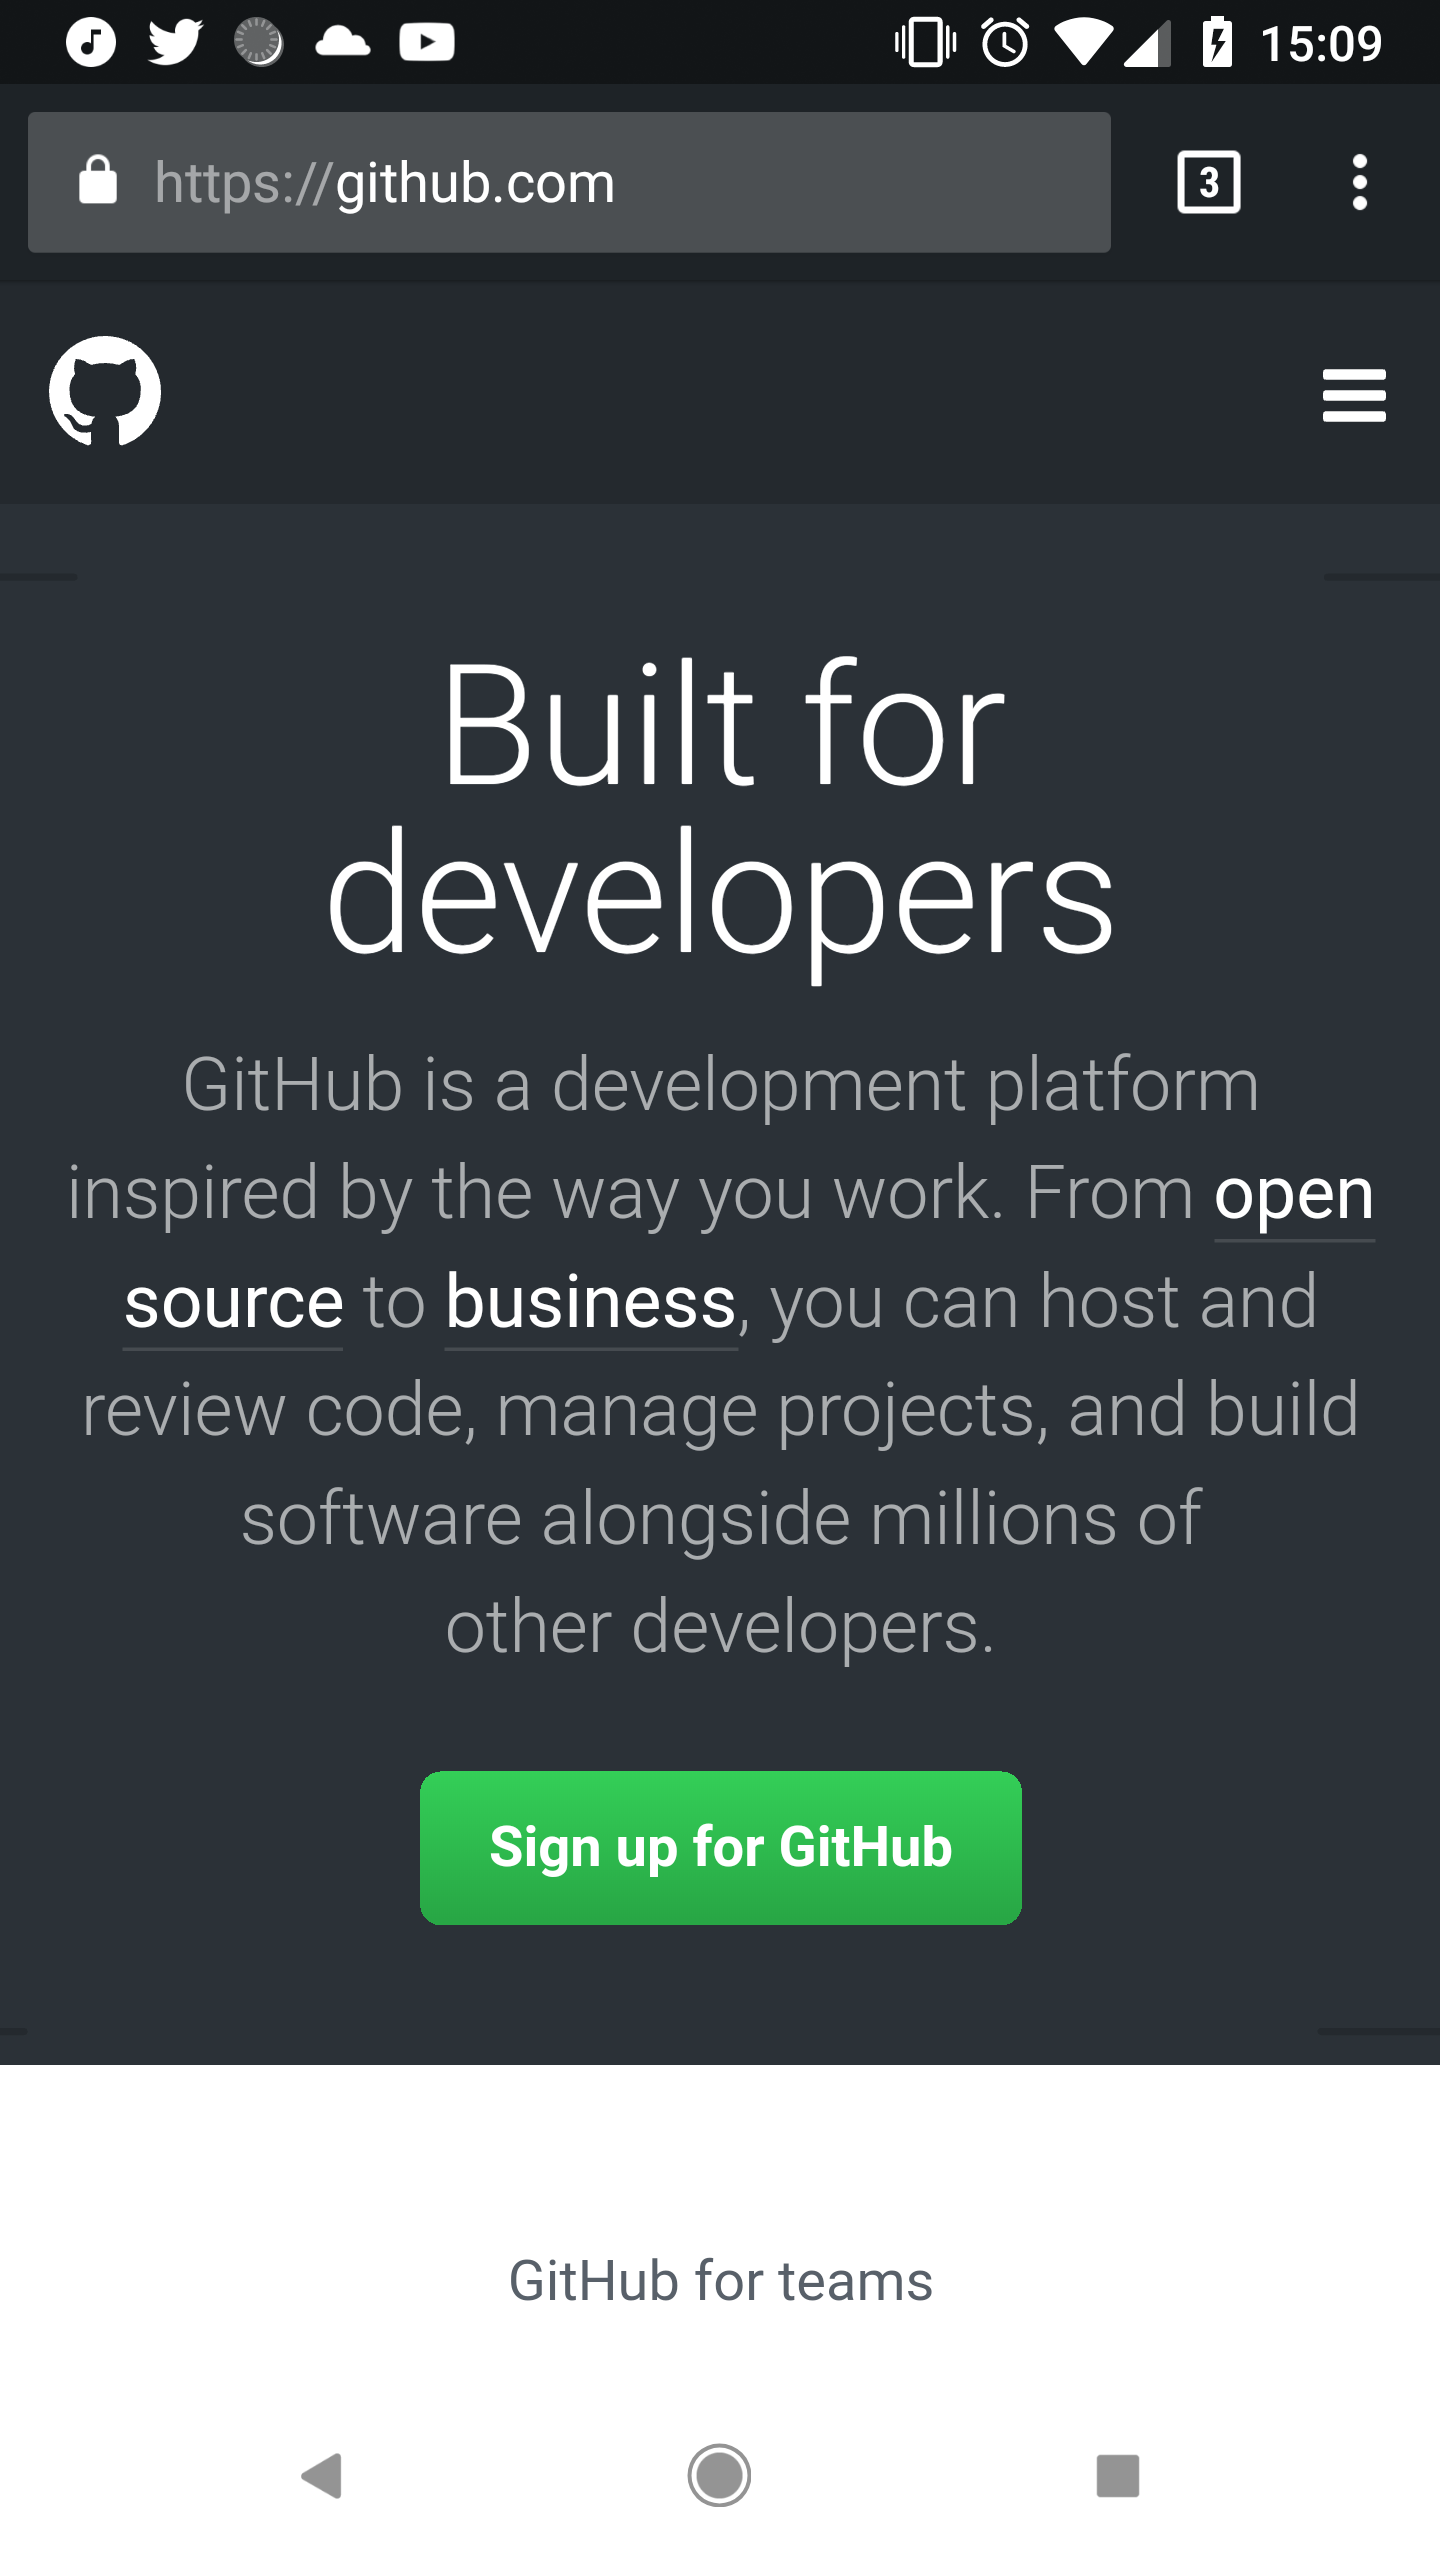 15:09
https://github.com
3
Built for
developers
GitHub is a development platform
inspired by the way you work. From open
source to business, you can host and
review code, manage projects, and build
software alongside millions of
other developers.
Sign up for GitHub
GitHub for teams